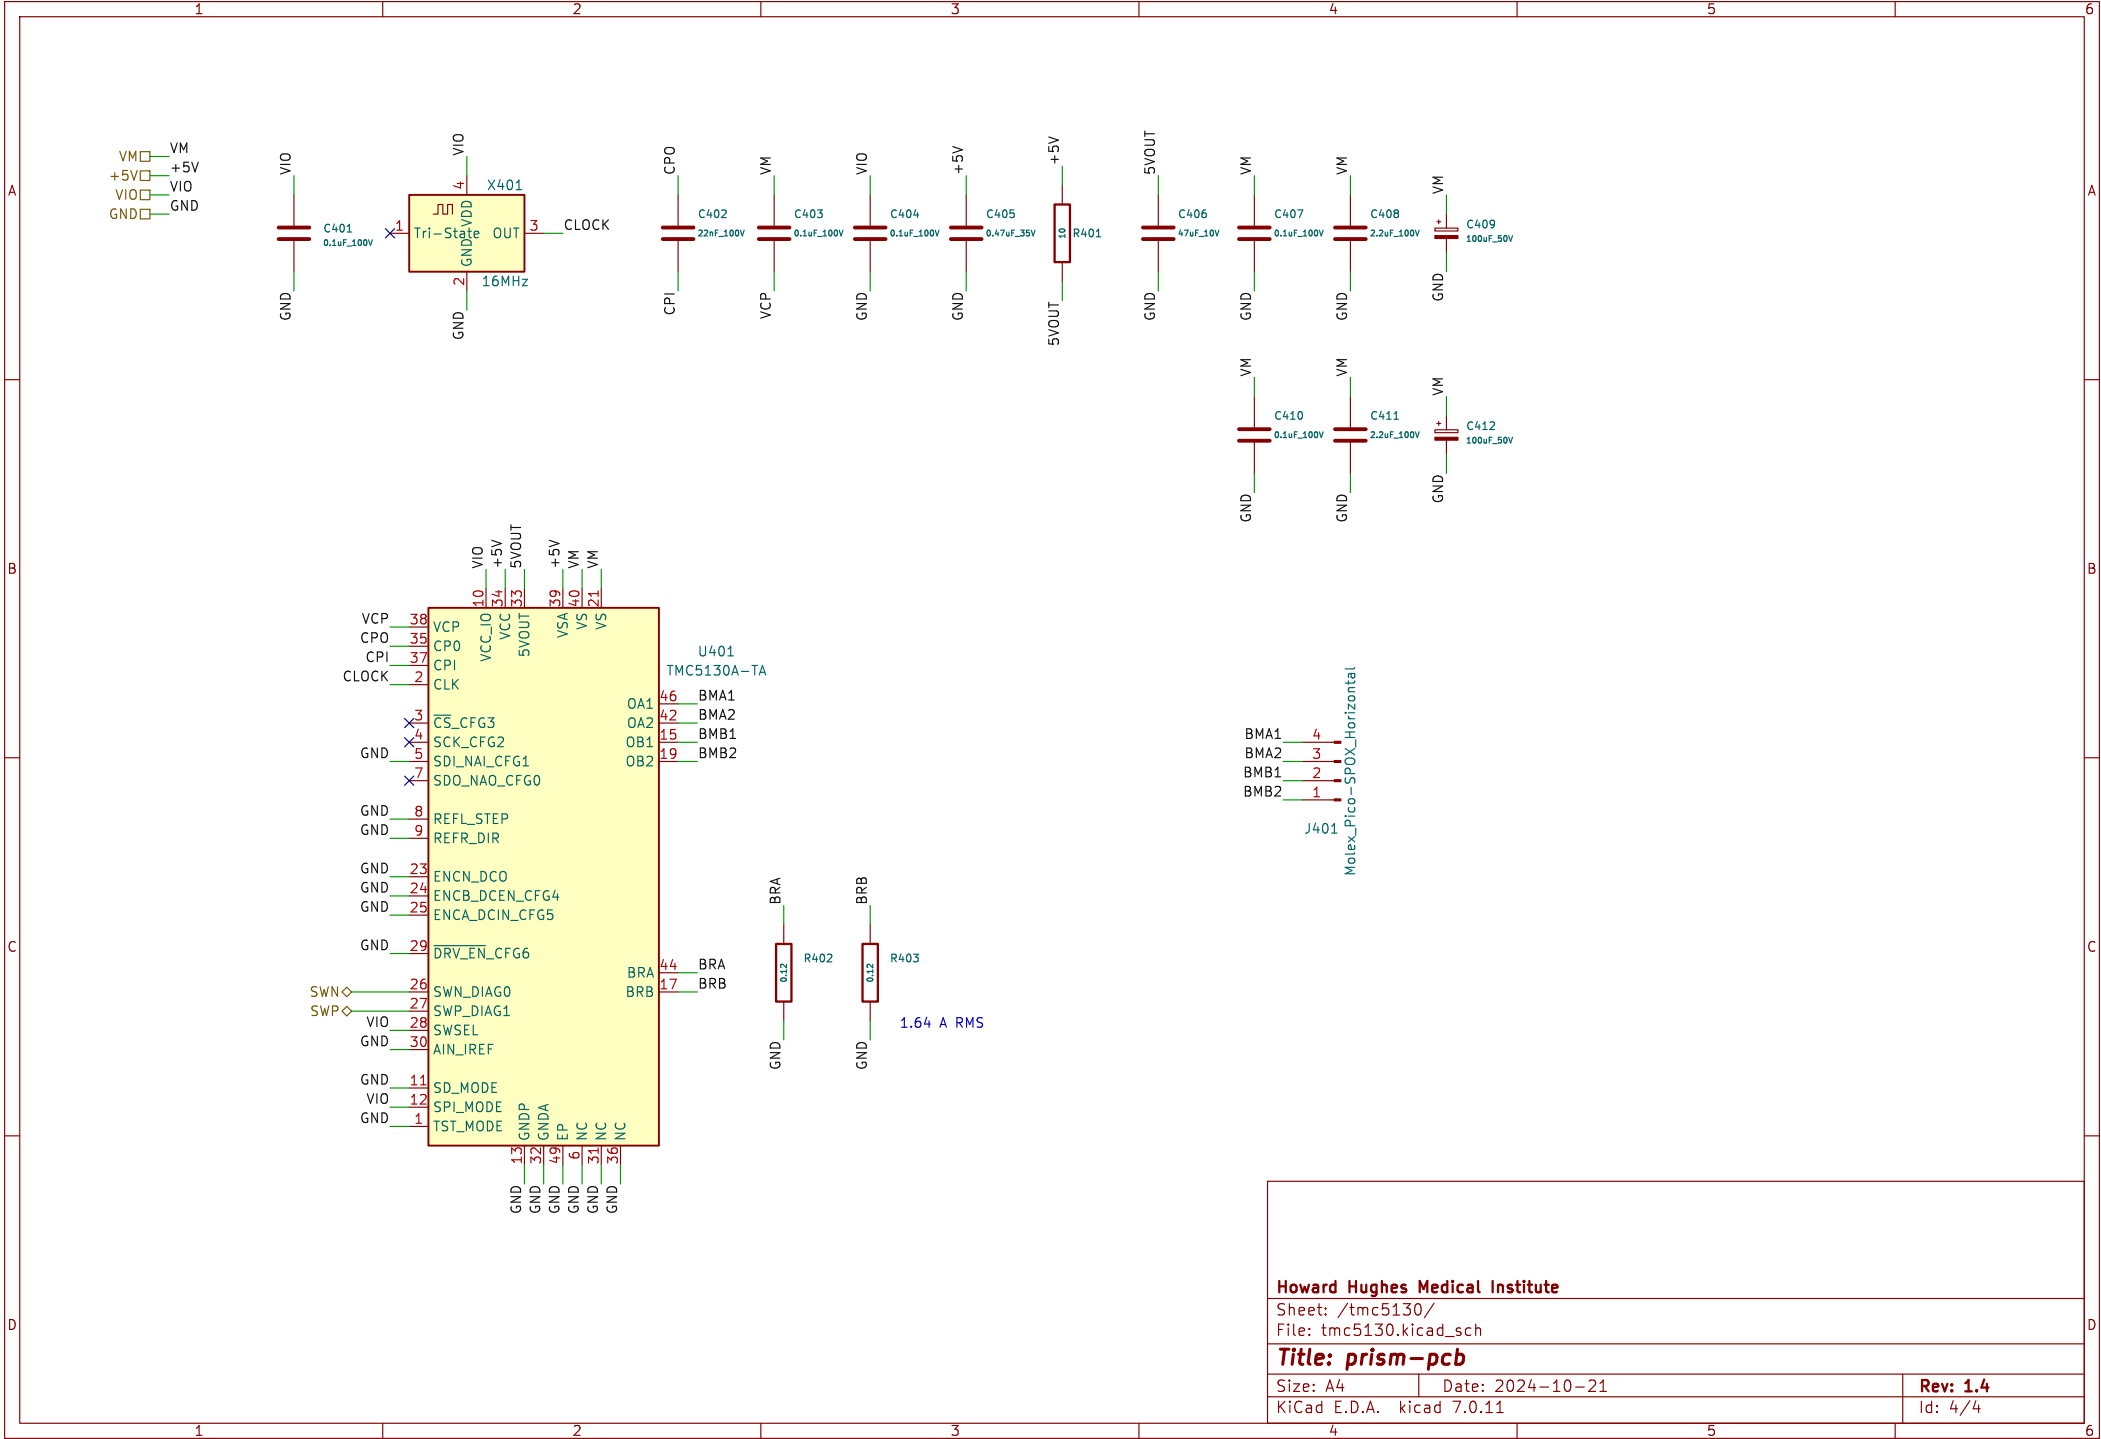 1 2 3 4 5 6
A
VM VM
+5V +5V
VIO VIO
GND GND
VIO
C401
0.1uF_100V
GND
VIO
X401
4
1 Tri-State VDD GND OUT 3 CLOCK
2
16MHz
GND
CPO
C402
22nF_100V
CPI
VM
C403
0.1uF_100V
VCP
VIO
C404
0.1uF_100V
GND
+5V
C405
0.47uF_35V
GND
+5V
10
R401
5VOUT
5VOUT
C406
47uF_10V
GND
VM
C407
0.1uF_100V
GND
VM
C408
2.2uF_100V
GND
VM
+
C409
100uF_50V
GND
A
VM
C410
0.1uF_100V
GND
VM
C411
2.2uF_100V
GND
VM
+
C412
100uF_50V
GND
B
B
VIO +5V 5VOUT +5V VM VM
10 34 33 39 40 21
VCC_IO VCC 5VOUT VSA VS VS
U401
TMC5130A-TA
VCP 38 VCP
CPO 35 CP0
CPI 37 CPI
CLOCK 2 CLK
3 CS_CFG3
4 SCK_CFG2
GND 5 SDI_NAI_CFG1
7 SDO_NAO_CFG0
GND 8 REFL_STEP
GND 9 REFR_DIR
GND 23 ENCN_DCO
GND 24 ENCB_DCEN_CFG4
GND 25 ENCA_DCIN_CFG5
GND 29 DRV_EN_CFG6
SWN 26 SWN_DIAG0
SWP 27 SWP_DIAG1
VIO 28 SWSEL
GND 30 AIN_IREF
GND 11 SD_MODE
VIO 12 SPI_MODE
GND 1 TST_MODE
OA1 46 BMA1
OA2 42 BMA2
OB1 15 BMB1
OB2 19 BMB2
BRA 44 BRA
BRB 17 BRB
GNDP GNDA EP NC NC NC
13 32 49 6 31 36
GND GND GND GND GND GND
BRA
0.12
R402
GND
BRB
0.12
R403
GND
1.64 A RMS
BMA1 4
BMA2 3
BMB1 2
BMB2 1
J401
Molex_Pico-SPOX_Horizontal
C
C
D
D
Howard Hughes Medical Institute
Sheet: /tmc5130/
File: tmc5130.kicad_sch
Title: prism-pcb
Size: A4 Date: 2024-10-21 Rev: 1.4
KiCad E.D.A. kicad 7.0.11 Id: 4/4
1 2 3 4 5 6